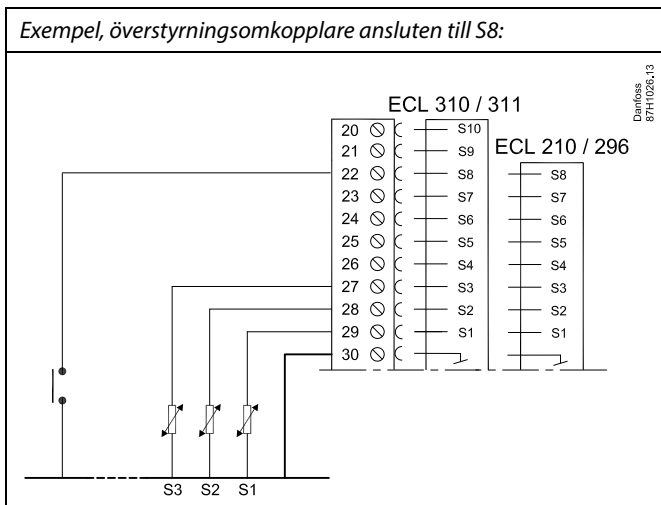 Exempel, överstyrningsomkopplare ansluten till S8:
Danfoss
87H1026.13
ECL 310 / 311
ECL 210 / 296
20 S10
21 S9
22 S8 S8
23 S7 S7
24 S6 S6
25 S5 S5
26 S4 S4
27 S3 S3
28 S2 S2
29 S1 S1
30
S3 S2 S1